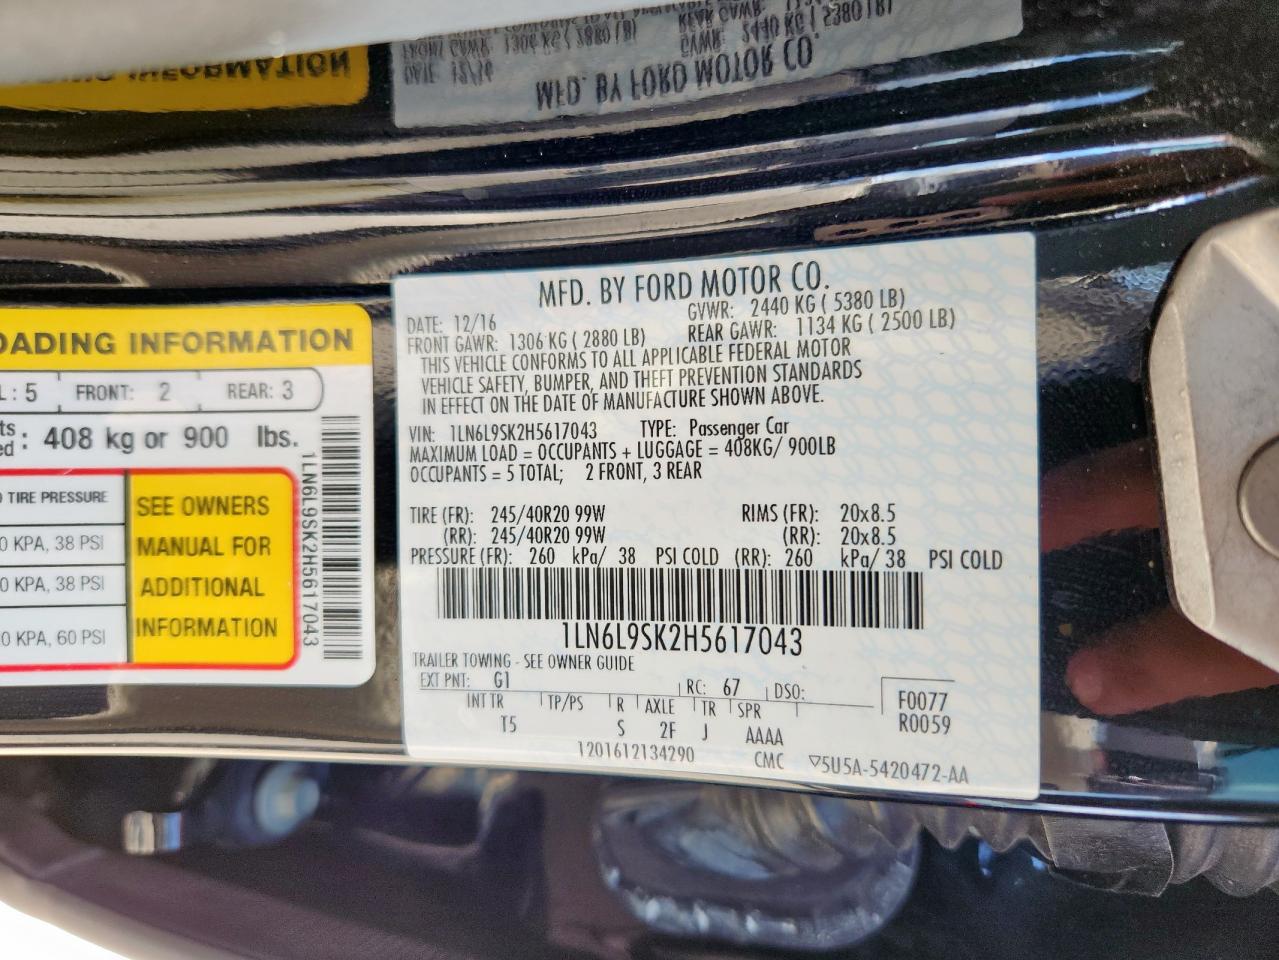 MFD. BY FORD MOTOR CO.
DATE: 12/16 GVWR: 2440 KG ( 5380 LB)
FRONT GAWR: 1306 KG ( 2880 LB) REAR GAWR: 1134 KG ( 2500 LB)
THIS VEHICLE CONFORMS TO ALL APPLICABLE FEDERAL MOTOR
VEHICLE SAFETY, BUMPER, AND THEFT PREVENTION STANDARDS
IN EFFECT ON THE DATE OF MANUFACTURE SHOWN ABOVE.
VIN: 1LN6L9SK2H5617043 TYPE: Passenger Car
MAXIMUM LOAD = OCCUPANTS + LUGGAGE = 408KG/ 900LB
OCCUPANTS = 5 TOTAL; 2 FRONT, 3 REAR
TIRE (FR): 245/40R20 99W RIMS (FR): 20x8.5
(RR): 245/40R20 99W (RR): 20x8.5
PRESSURE (FR): 260 kPa/ 38 PSI COLD (RR): 260 kPa/ 38 PSI COLD
1LN6L9SK2H5617043
TRAILER TOWING - SEE OWNER GUIDE
EXT PNT: G1 RC: 67 DSO: F0077
INT TR TP/PS R AXLE TR SPR R0059
T5 S 2F J AAAA
1201612134290 CMC ▽5U5A-5420472-AA
OADING INFORMATION
L : 5 FRONT: 2 REAR: 3
ts
ed : 408 kg or 900 lbs.
TIRE PRESSURE
0 KPA, 38 PSI
0 KPA, 38 PSI
0 KPA, 60 PSI
SEE OWNERS
MANUAL FOR
ADDITIONAL
INFORMATION
1LN6L9SK2H5617043